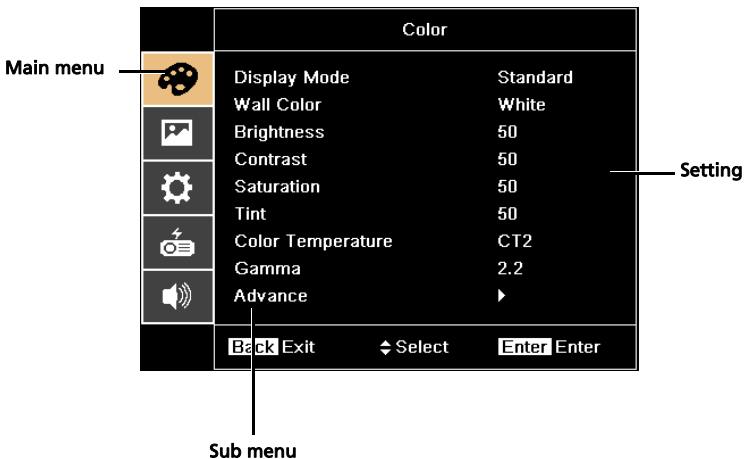 Color
Main menu
Display Mode Standard
Wall Color White
Brightness 50
Contrast 50
Setting
Saturation 50
Tint 50
Color Temperature CT2
Gamma 2.2
Advance
Back Exit Select Enter Enter
Sub menu